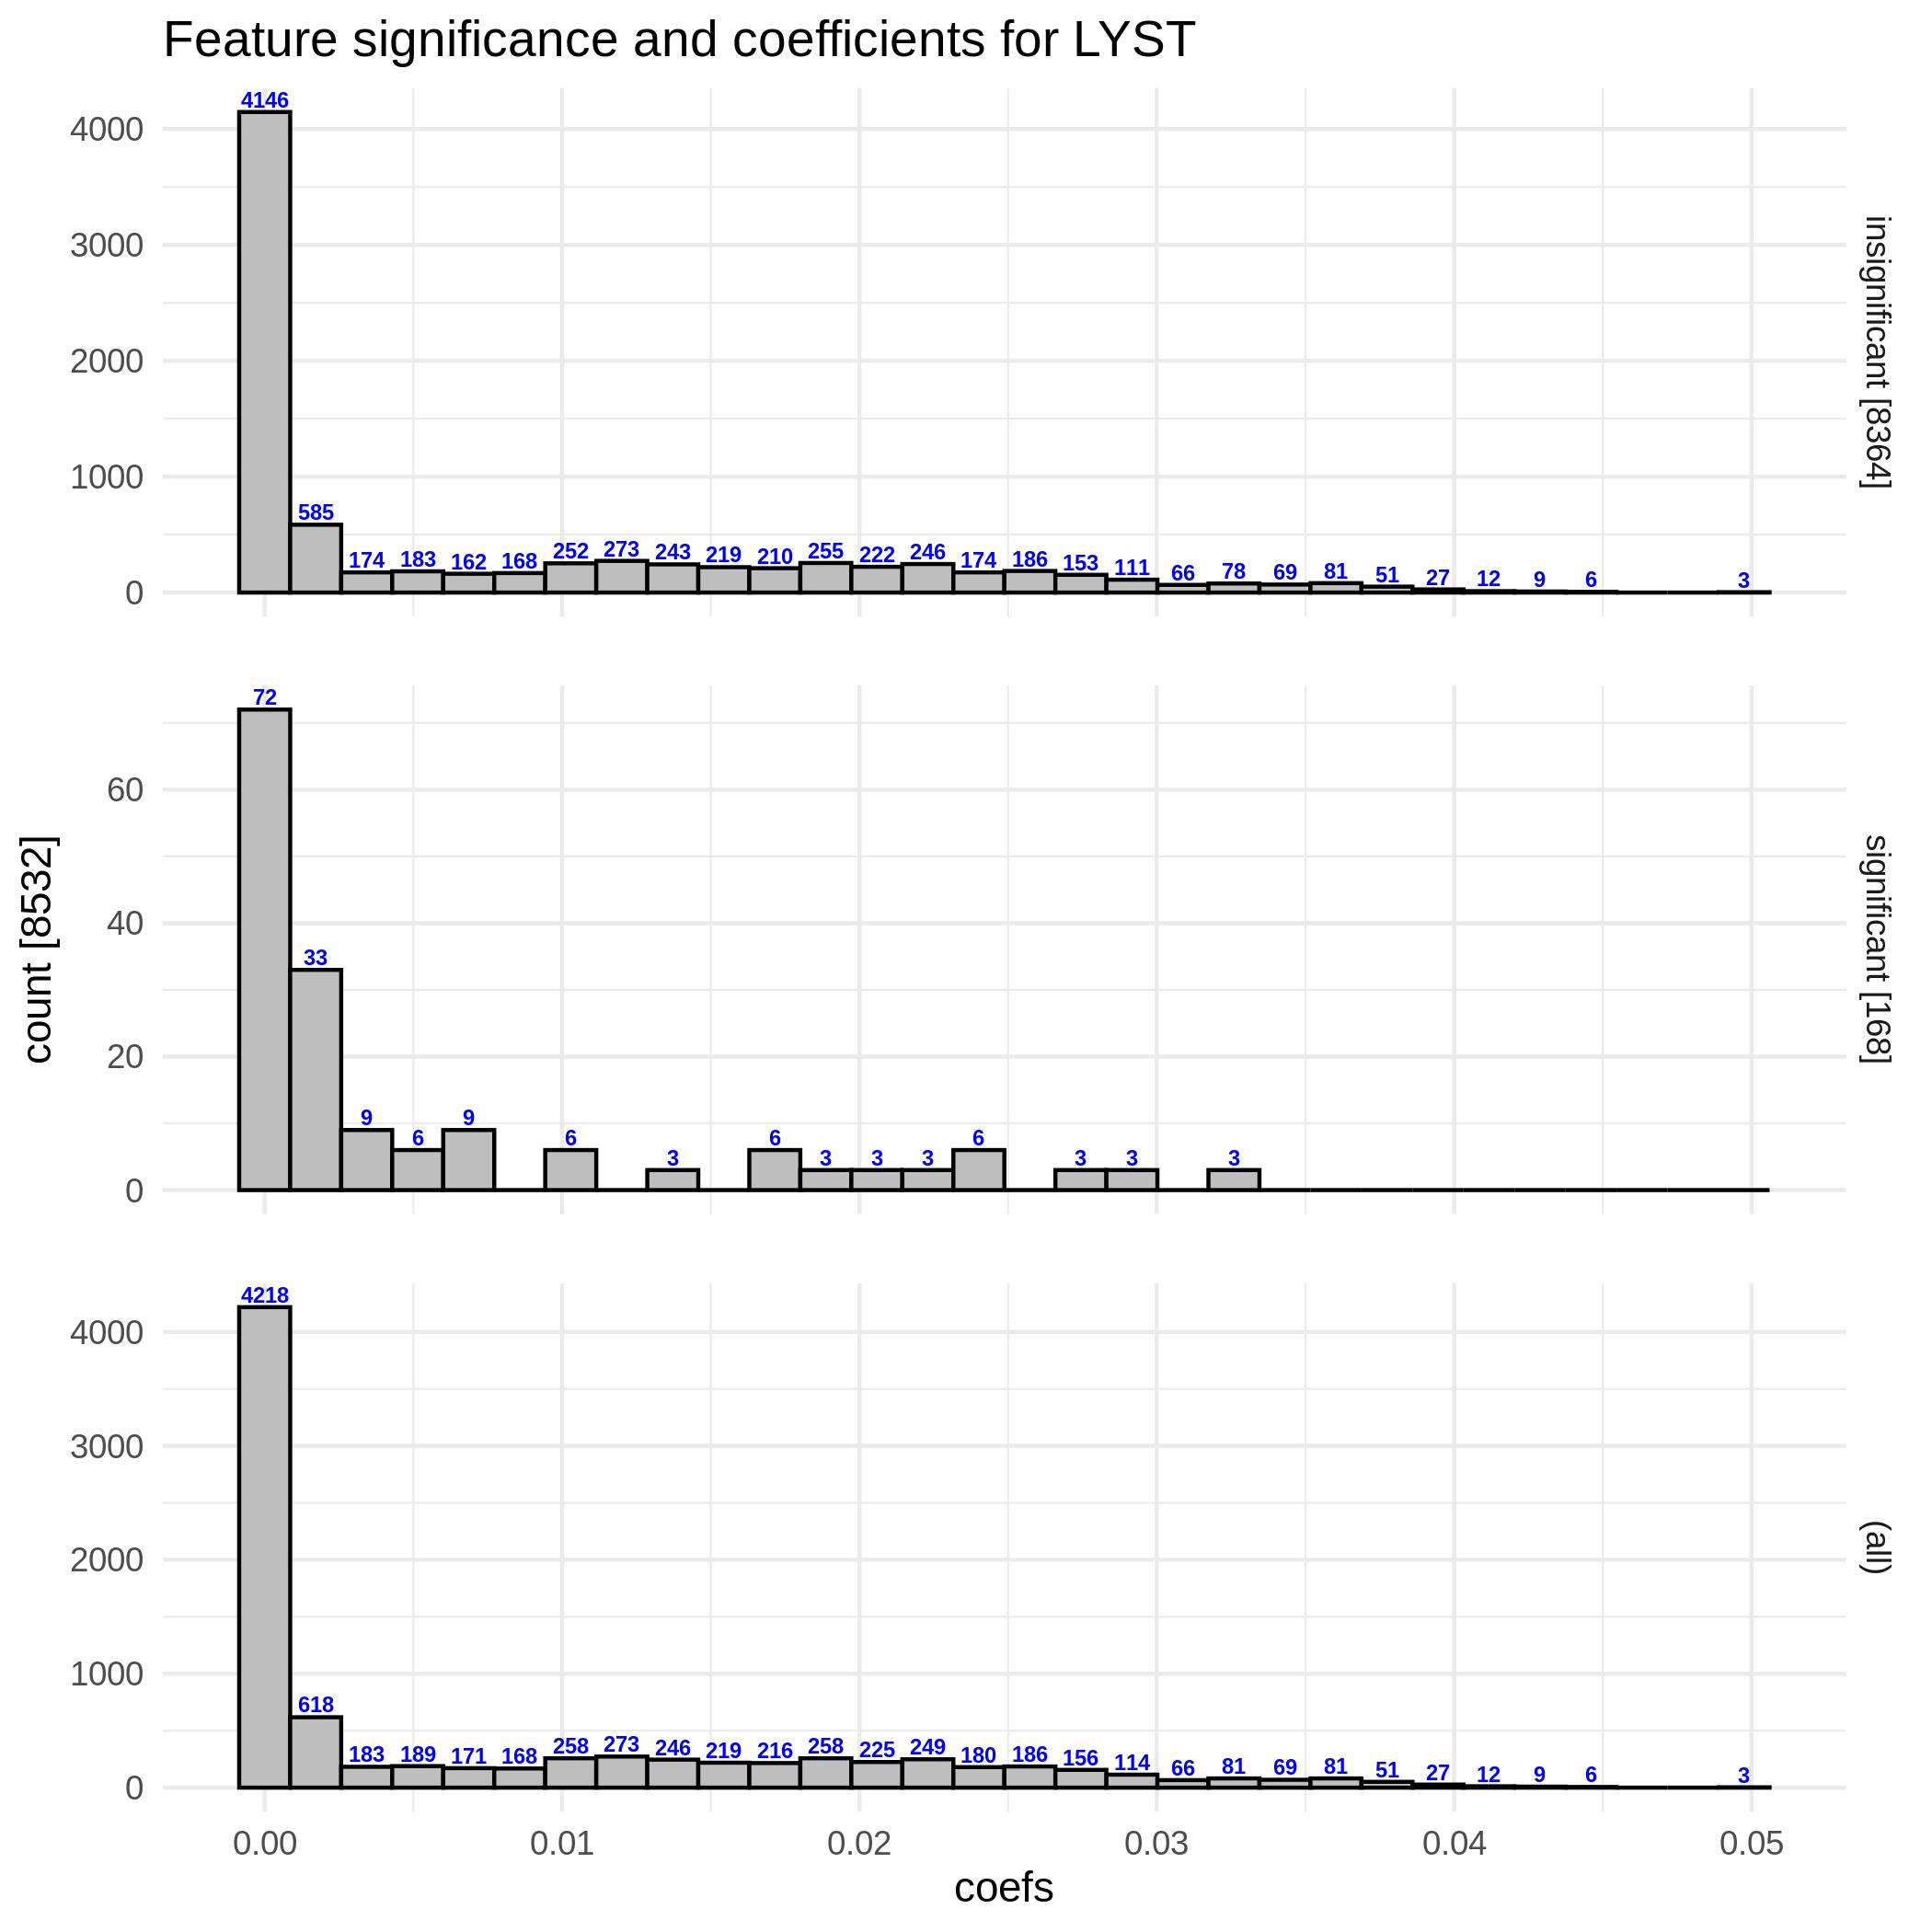 Feature significance and coefficients for LYST
4146
4000
3000
2000
1000
585
174 183 162 168 252 273 243 219 210 255 222 246 174 186 153 111 66 78 69 81 51 27 12 9 6 3
0
insignificant [8364]
72
60
40
33
20
9 6 9 6 3 6 3 3 3 6 3 3 3
0
significant [168]
count [8532]
4218
4000
3000
2000
1000
618
183 189 171 168 258 273 246 219 216 258 225 249 180 186 156 114 66 81 69 81 51 27 12 9 6 3
0
(all)
0.00 0.01 0.02 0.03 0.04 0.05
coefs